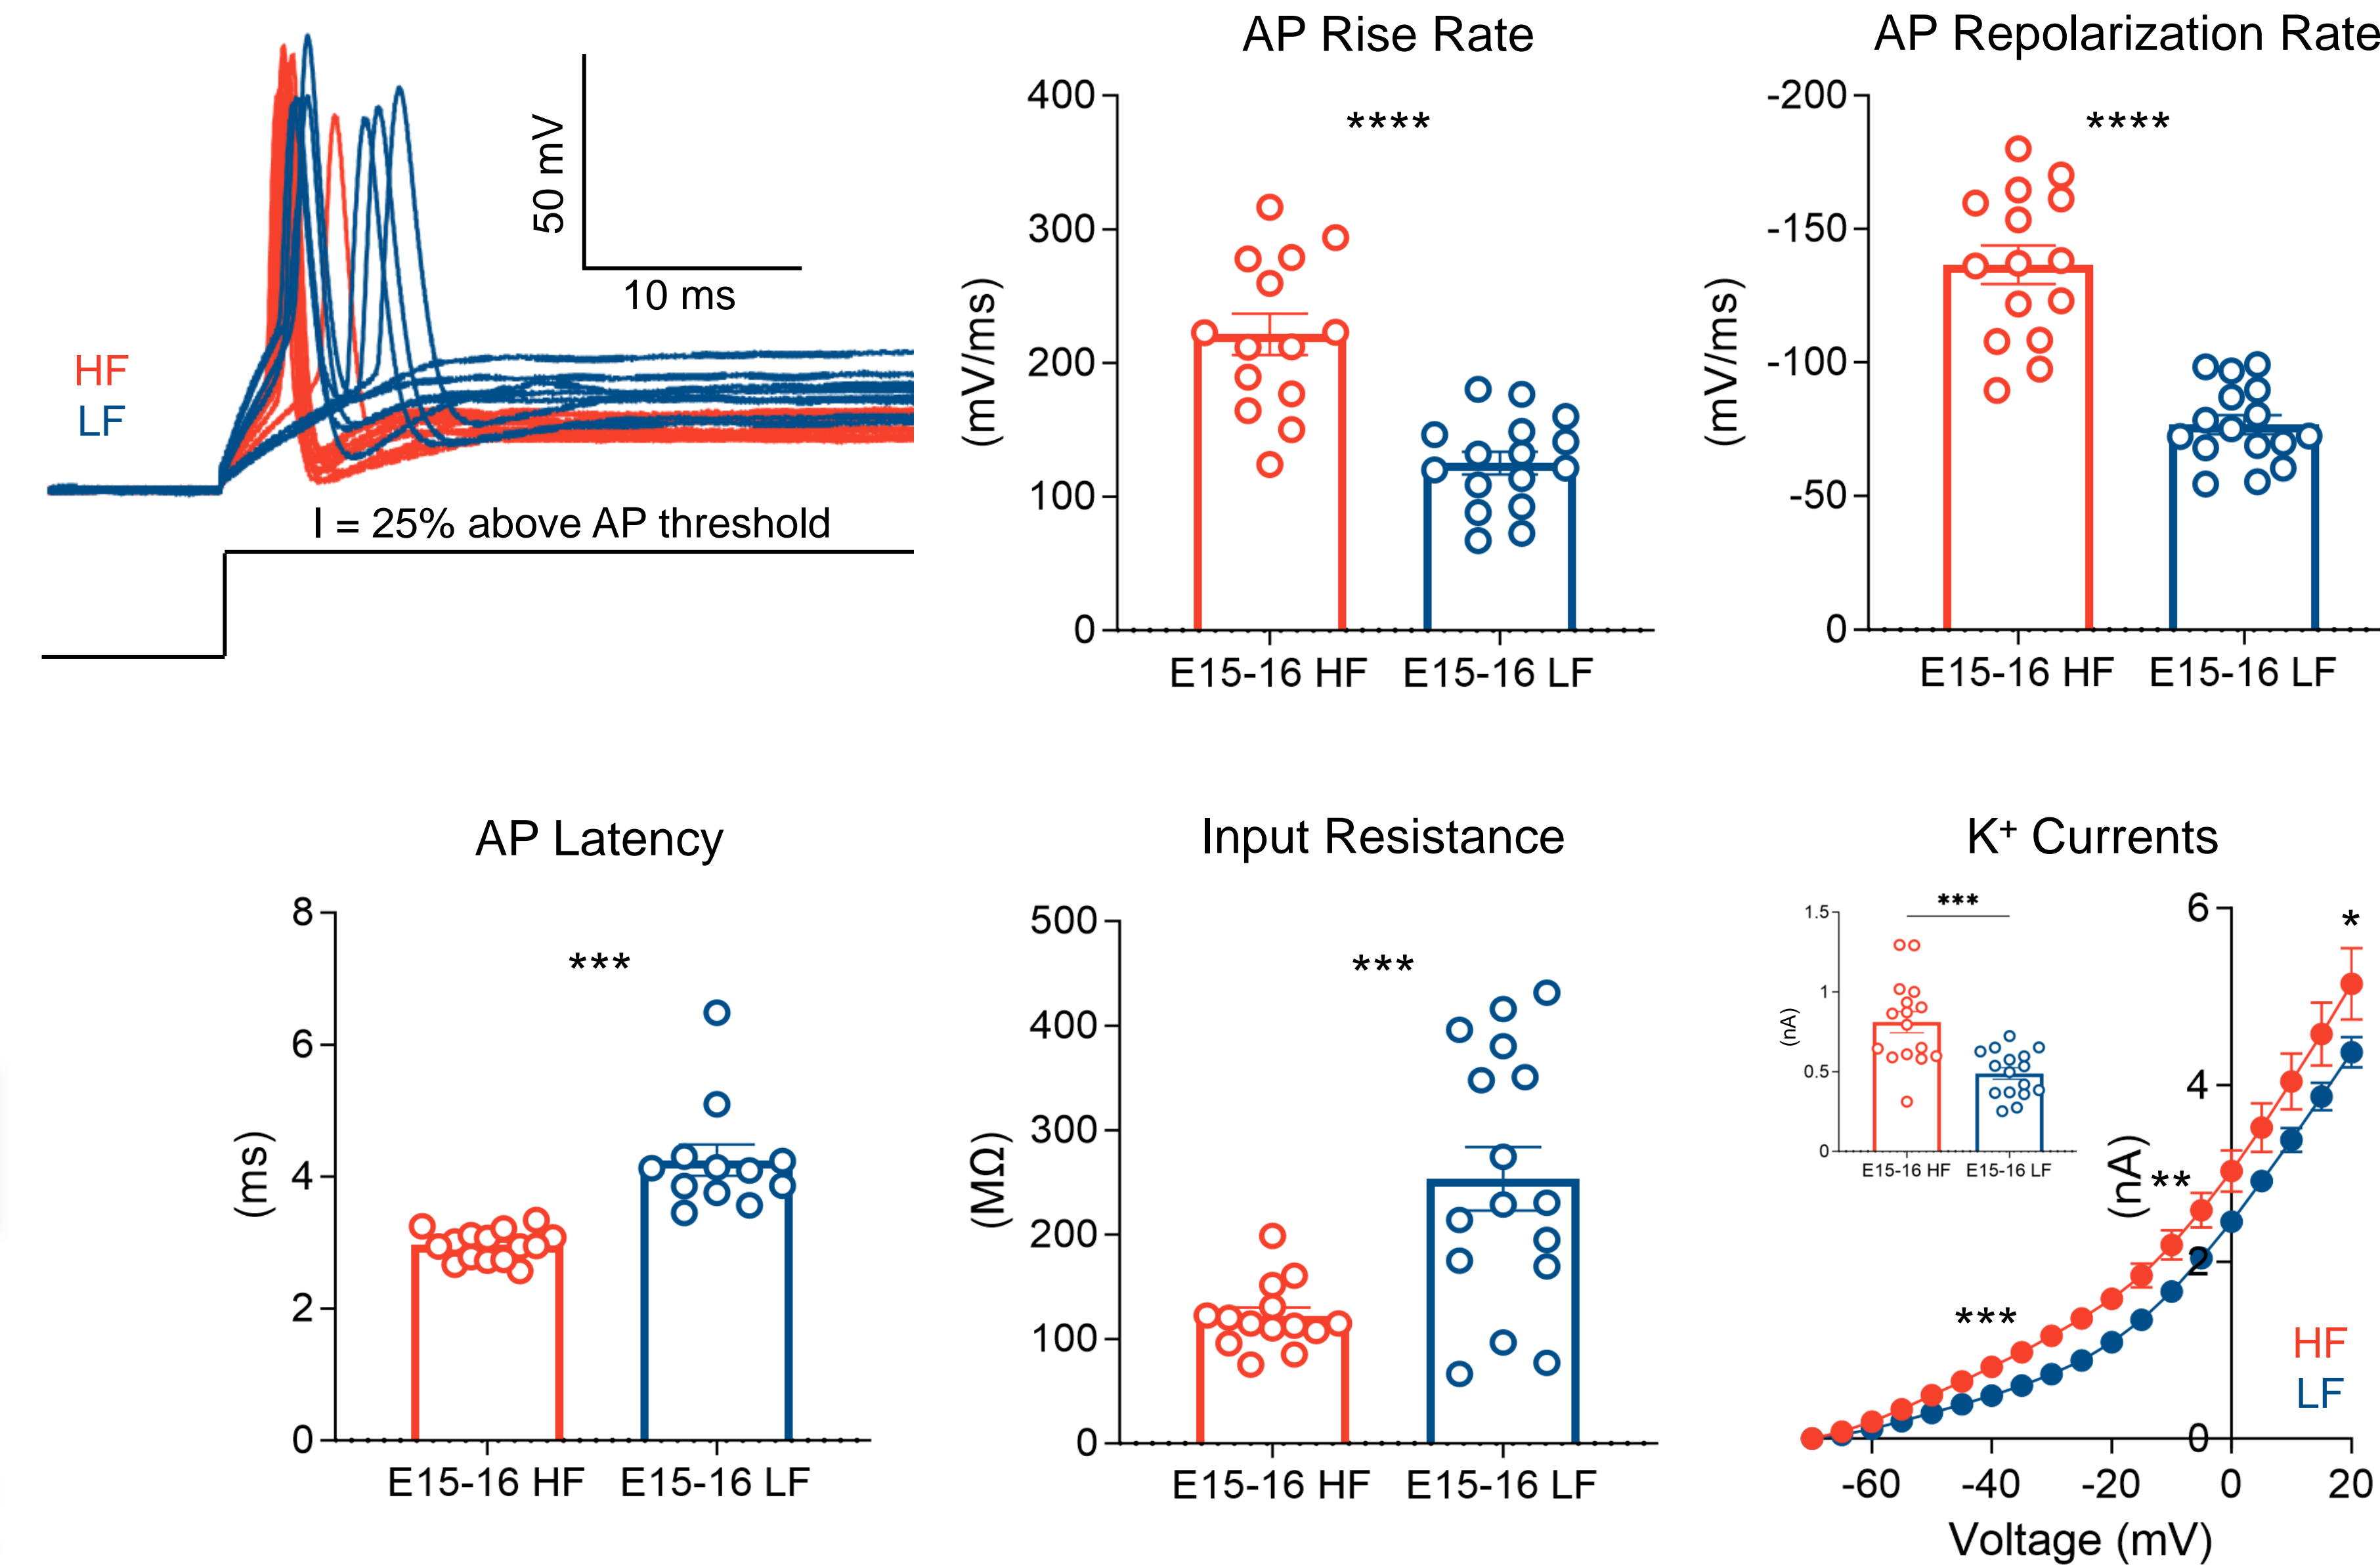 50 mV
10 ms
HF
LF
I = 25% above AP threshold
AP Rise Rate
400
300
200
100
0
(mV/ms)
****
E15-16 HF
E15-16 LF
AP Repolarization Rate
-200
-150
-100
-50
0
(mV/ms)
****
E15-16 HF
E15-16 LF
AP Latency
8
6
4
2
0
(ms)
***
E15-16 HF
E15-16 LF
Input Resistance
500
400
300
200
100
0
(MΩ)
***
E15-16 HF
E15-16 LF
K⁺ Currents
1.5
1
0.5
0
(nA)
***
E15-16 HF
E15-16 LF
6
4
2
0
(nA)
*
**
***
HF
LF
-60
-40
-20
0
20
Voltage (mV)